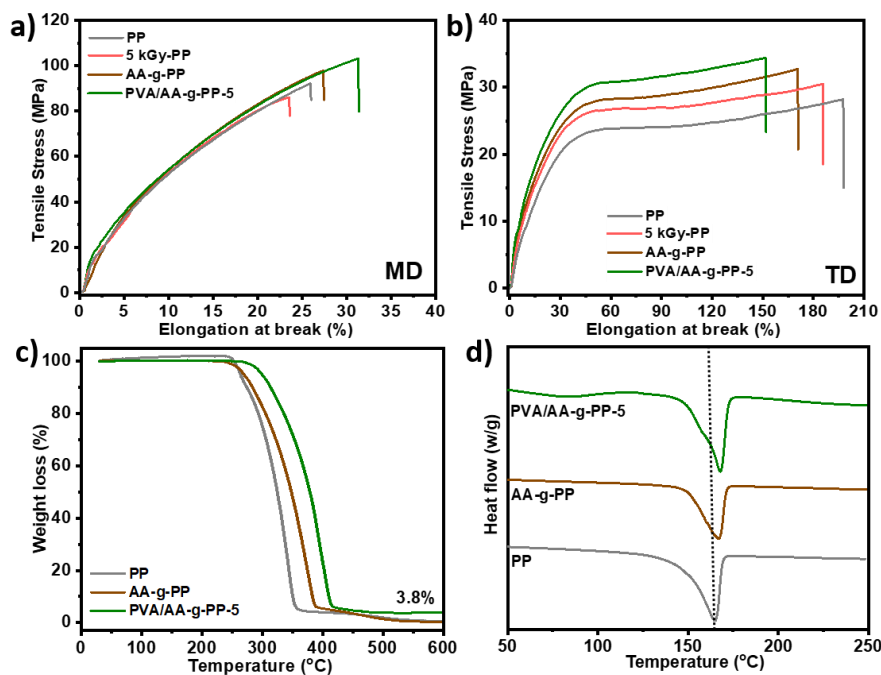 a)
PP
5 kGy-PP
AA-g-PP
PVA/AA-g-PP-5
120
100
80
60
40
20
0
Tensile Stress (MPa)
MD
0 5 10 15 20 25 30 35 40
Elongation at break (%)
b)
40
30
20
10
0
Tensile Stress (MPa)
PP
5 kGy-PP
AA-g-PP
PVA/AA-g-PP-5
TD
0 30 60 90 120 150 180 210
Elongation at break (%)
c)
100
80
60
40
20
0
Weight loss (%)
PP
AA-g-PP
PVA/AA-g-PP-5
3.8%
0 100 200 300 400 500 600
Temperature (°C)
d)
Heat flow (w/g)
PVA/AA-g-PP-5
AA-g-PP
PP
50 100 150 200 250
Temperature (°C)